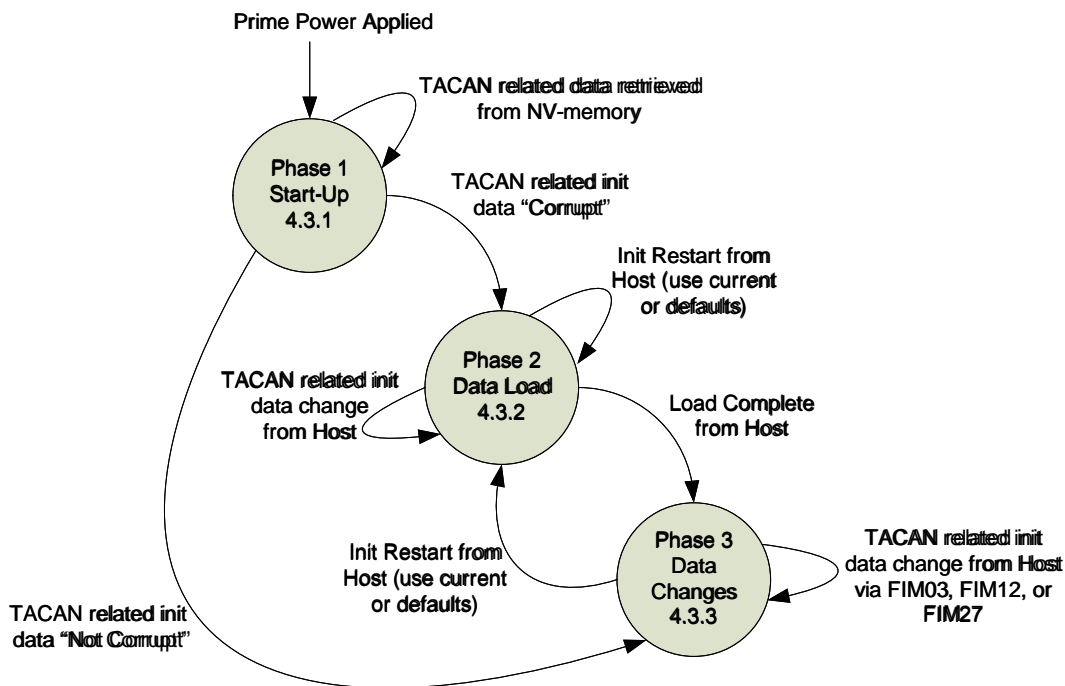 Prime Power Applied
TACAN related data retrieved
from NV-memory
Phase 1
Start-Up
4.3.1
TACAN related init
data “Corrupt”
Init Restart from
Host (use current
or defaults)
Phase 2
Data Load
4.3.2
TACAN related init
data change
from Host
Load Complete
from Host
Phase 3
Data
Changes
4.3.3
Init Restart from
Host (use current
or defaults)
TACAN related init
data change from Host
via FIM03, FIM12, or
FIM27
TACAN related init
data “Not Corrupt”